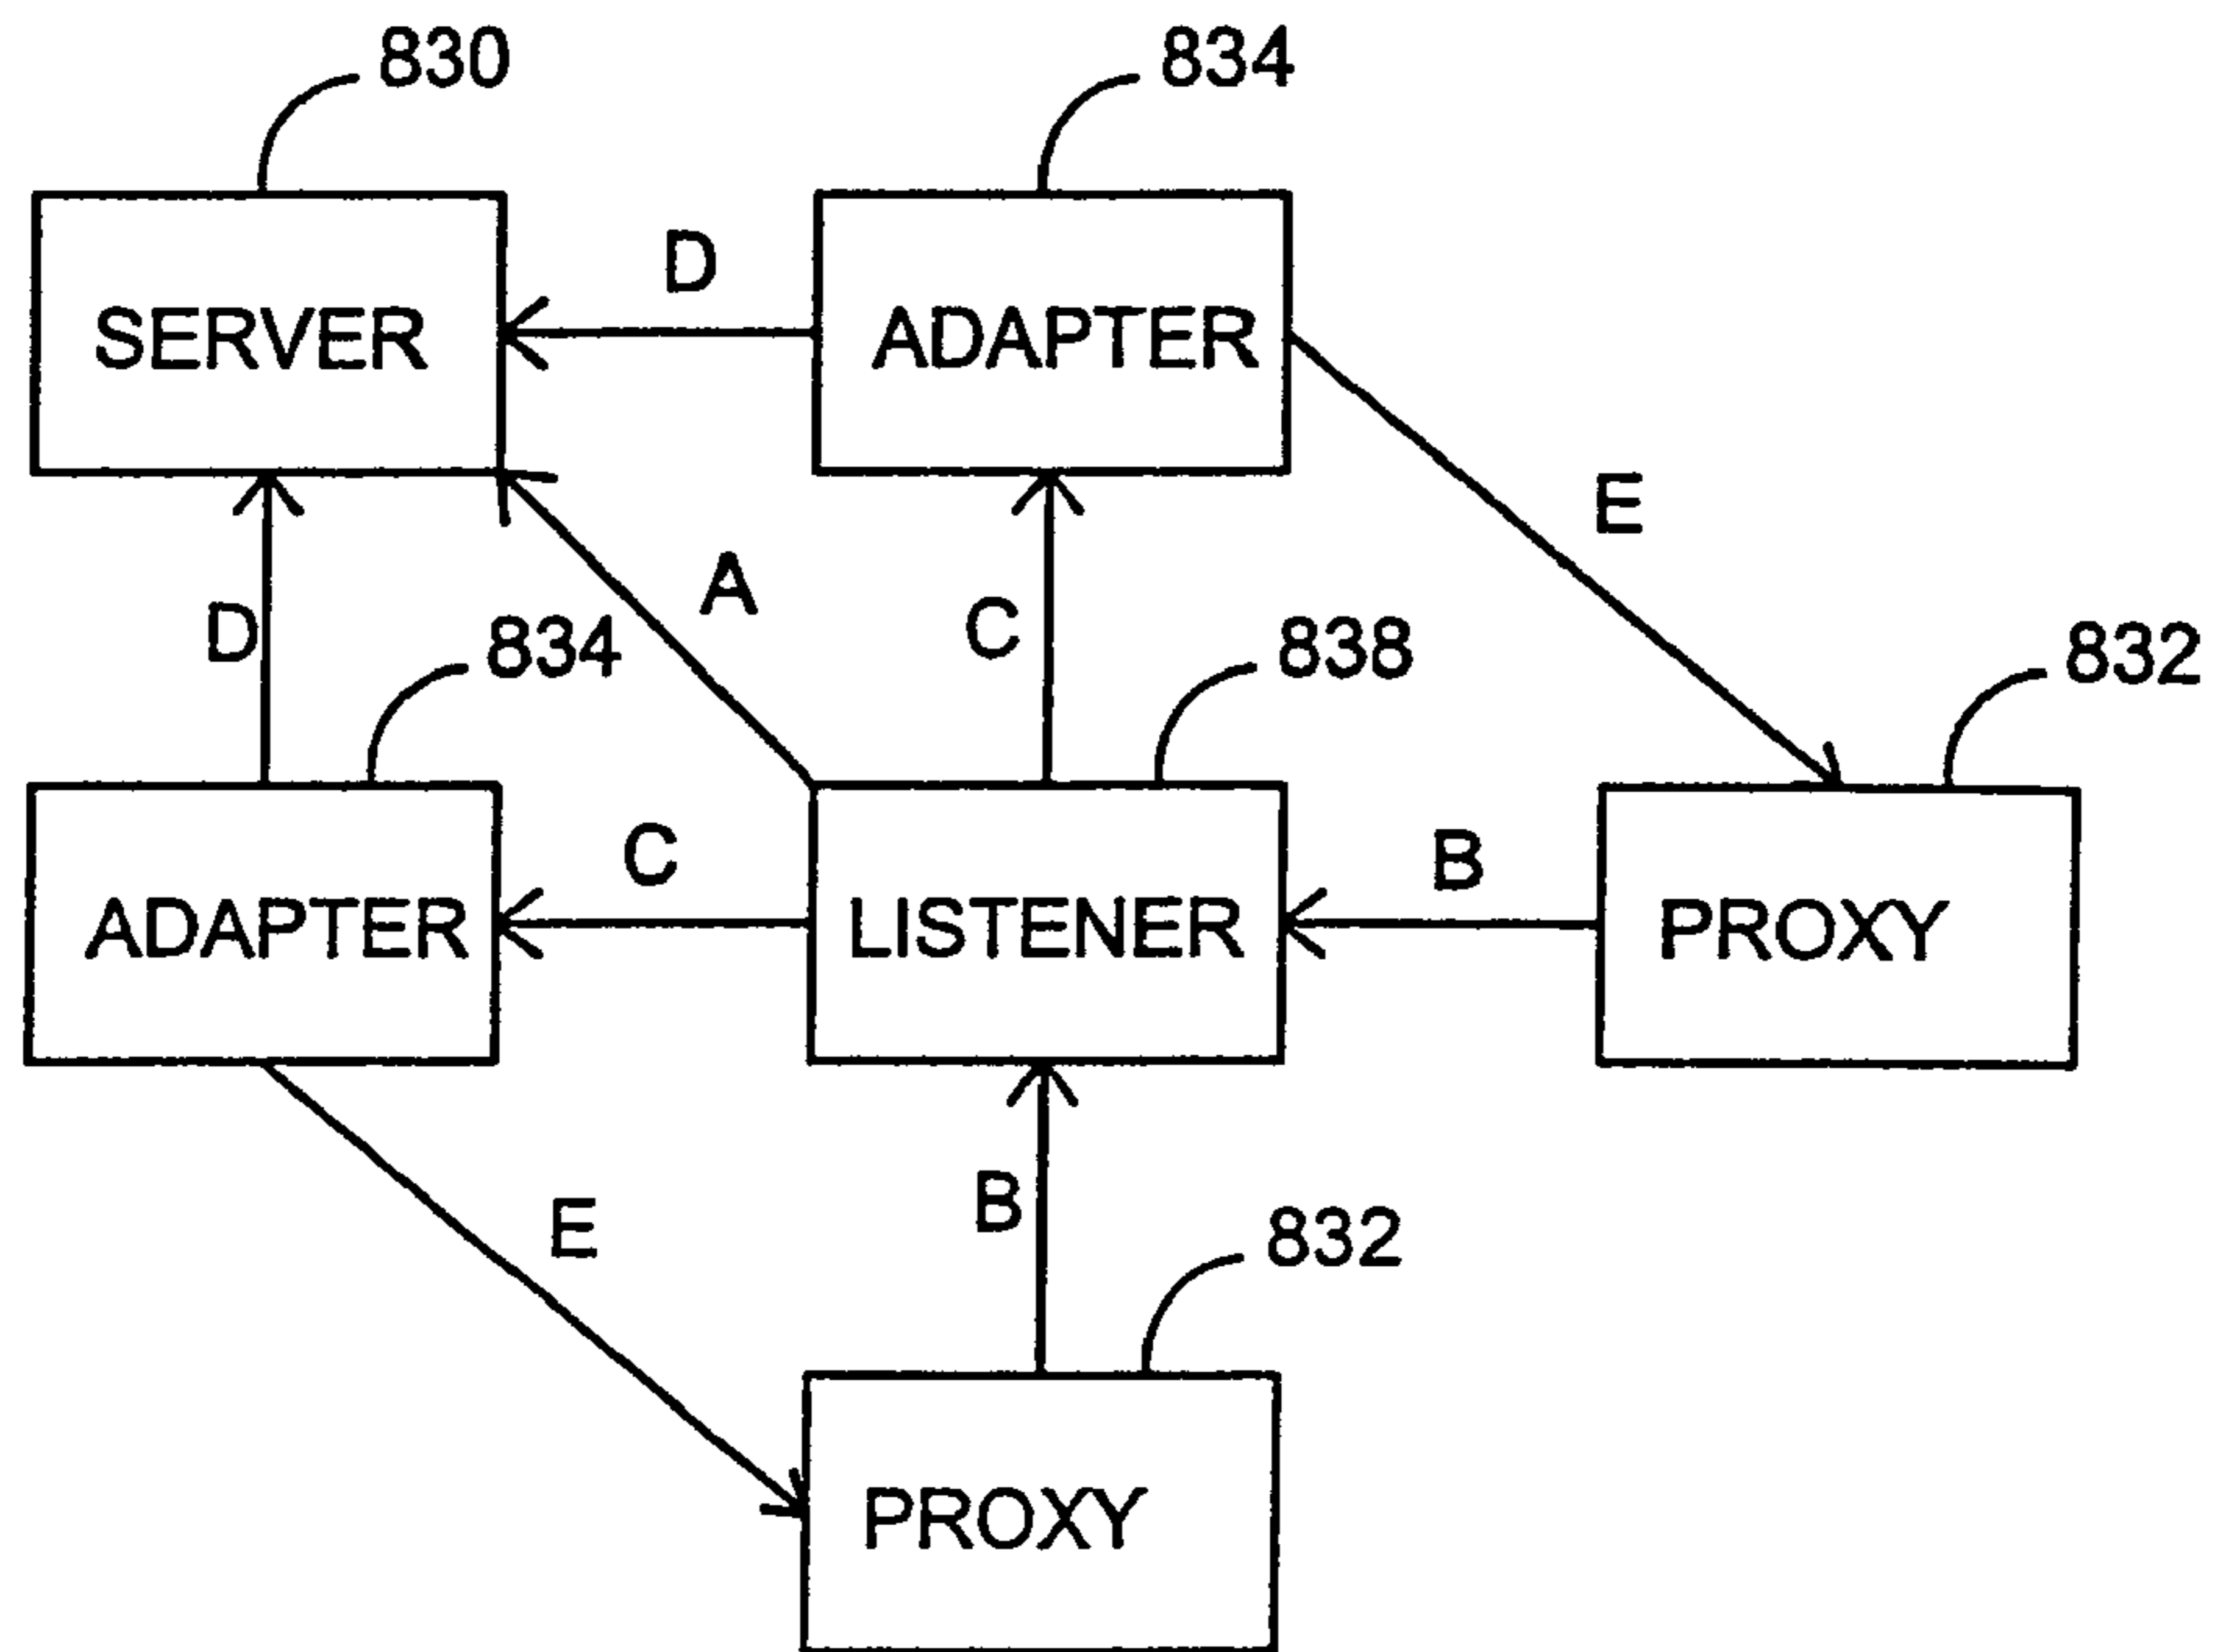 830
834
D
SERVER
ADAPTER
E
A
D
834
C
838
832
C
B
ADAPTER
LISTENER
PROXY
E
B
832
PROXY